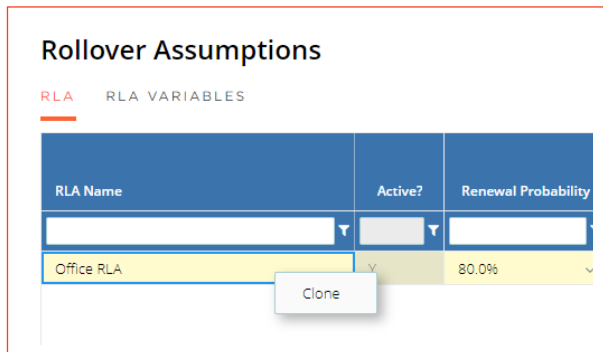 Rollover Assumptions
RLA RLA VARIABLES
RLA Name Active? Renewal Probability
Office RLA Y 80.0%
Clone